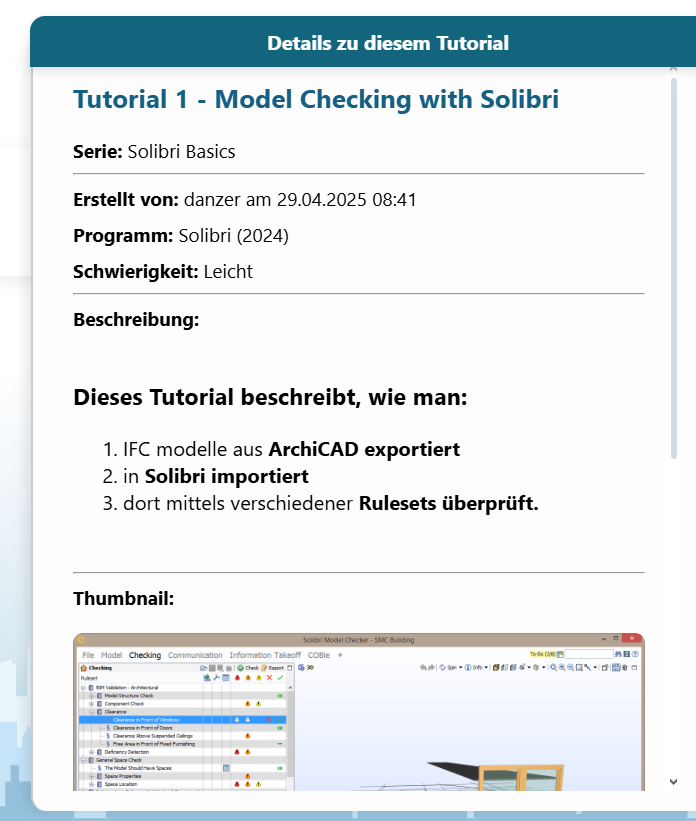 Details zu diesem Tutorial
Tutorial 1 - Model Checking with Solibri
Serie: Solibri Basics
Erstellt von: danzer am 29.04.2025 08:41
Programm: Solibri (2024)
Schwierigkeit: Leicht
Beschreibung:
Dieses Tutorial beschreibt, wie man:
1. IFC modelle aus ArchiCAD exportiert
2. in Solibri importiert
3. dort mittels verschiedener Rulesets überprüft.
Thumbnail:
Solibri Model Checker - SMC Building
File Model Checking Communication Information Takeoff COBie +
To-Do (108)
Checking Check Report 3D Spin Info
Ruleset
BIM Validation - Architectural
Model Structure Check
Component Check
Clearance
§ Clearance in Front of Windows
§ Clearance in Front of Doors
§ Clearance Above Suspended Ceilings
§ Free Area in Front of Fixed Furnishing
Deficiency Detection
General Space Check
§ The Model Should Have Spaces
Space Properties
Space Location